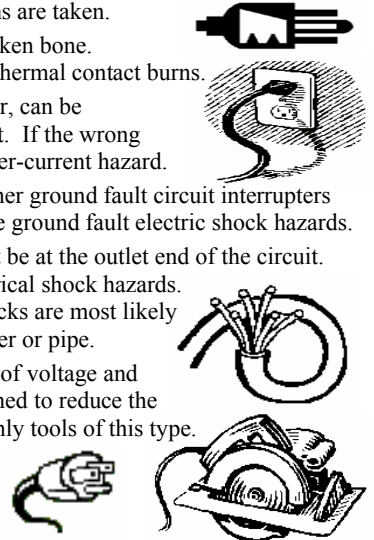 ns are taken.
ken bone.
hermal contact burns.
r, can be
t. If the wrong
er-current hazard.
her ground fault circuit interrupters
e ground fault electric shock hazards.
t be at the outlet end of the circuit.
rical shock hazards.
cks are most likely
er or pipe.
of voltage and
ned to reduce the
nly tools of this type.